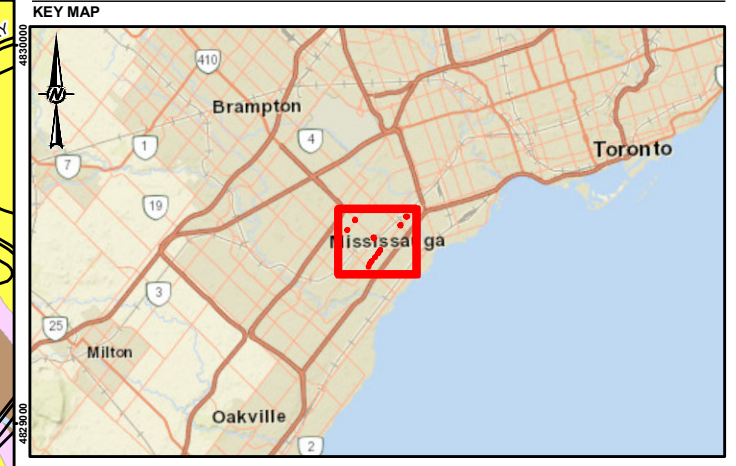 KEY MAP
Y
4830000
N
410
Brampton
4
1
Toronto
7
19
Mississauga
3
25
Milton
4829000
Oakville
2